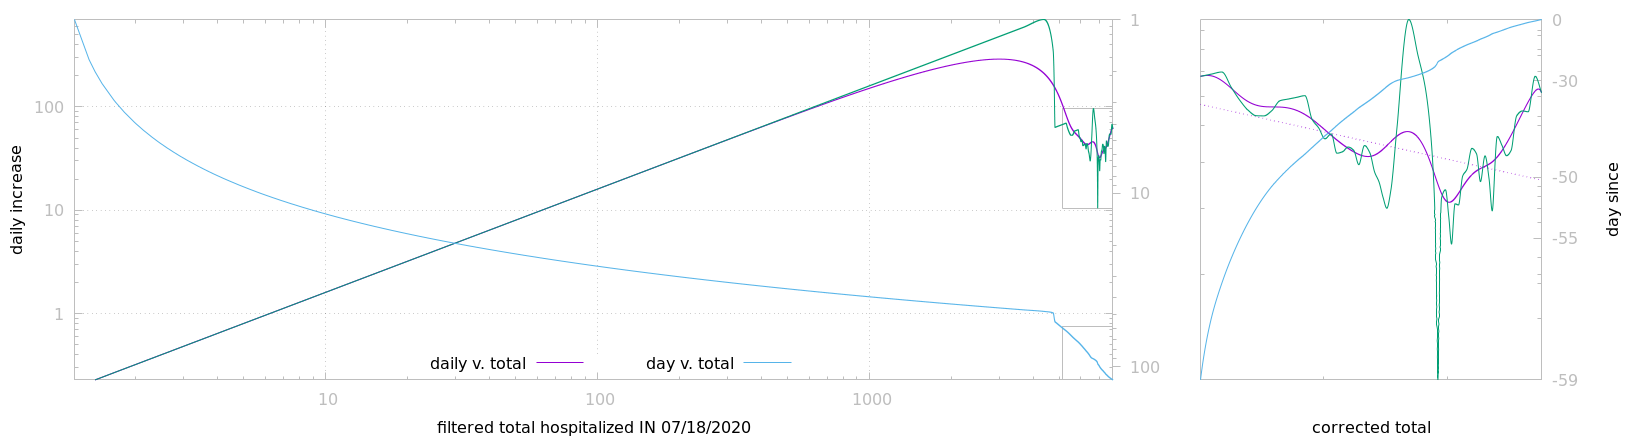 daily increase
100
10
1
10
100
1000
1
10
100
daily v. total
day v. total
filtered total hospitalized IN 07/18/2020
0
-30
-50
-55
-59
day since
corrected total